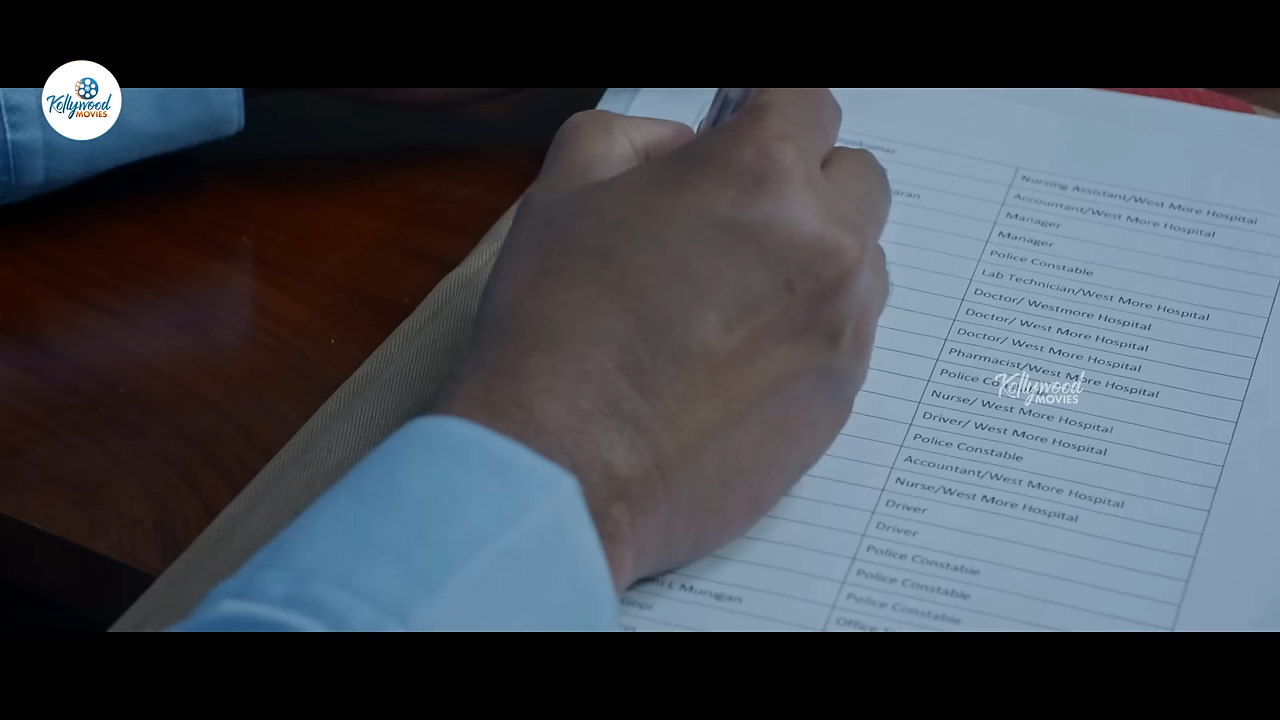 Kollywood
MOVIES
Nursing Assistant/West More Hospital
Accountant/West More Hospital
Manager
Manager
Police Constable
Lab Technician/West More Hospital
Doctor/ Westmore Hospital
Doctor/ West More Hospital
Doctor/ West More Hospital
Pharmacist/West More Hospital
Police
Kollywood
MOVIES
Nurse/ West More Hospital
Driver/ West More Hospital
Police Constable
Accountant/West More Hospital
Nurse/West More Hospital
Driver
Driver
Police Constable
Police Constable
Murugan Police Constable
Gopi Office